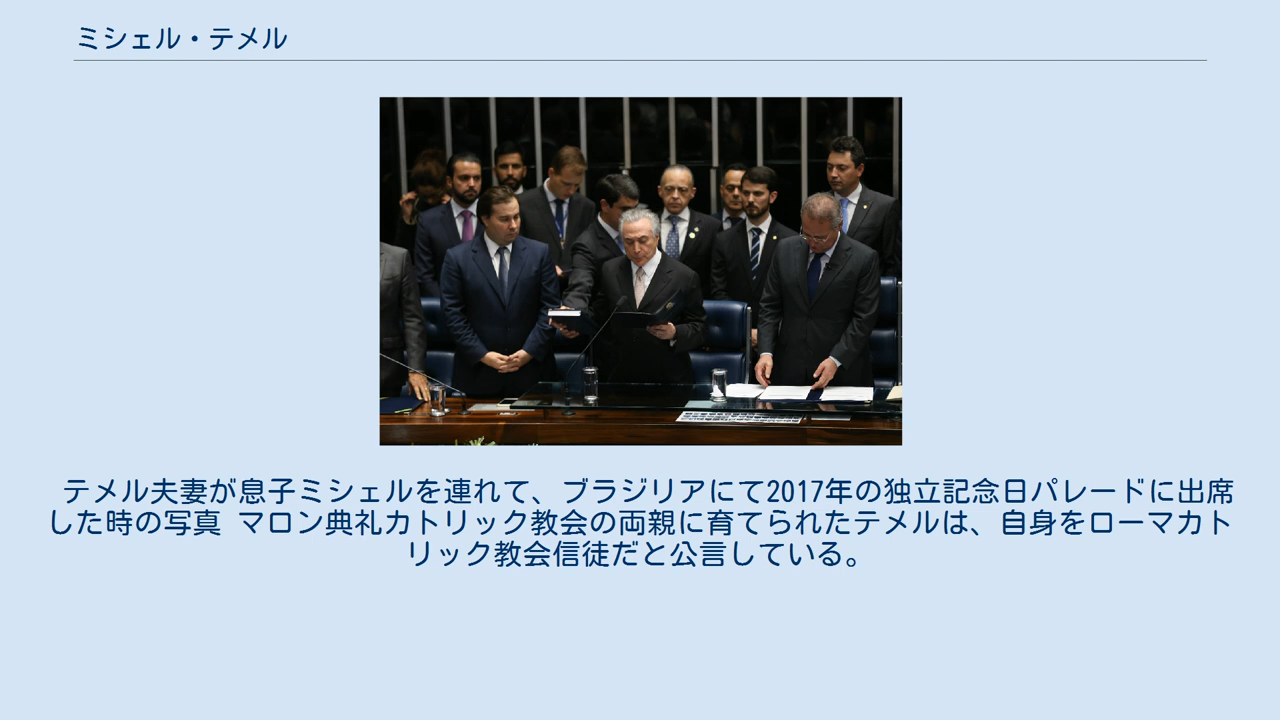 ミシェル・テメル
テメル夫妻が息子ミシェルを連れて、ブラジリアにて2017年の独立記念日パレードに出席
した時の写真 マロン典礼カトリック教会の両親に育てられたテメルは、自身をローマカト
リック教会信徒だと公言している。